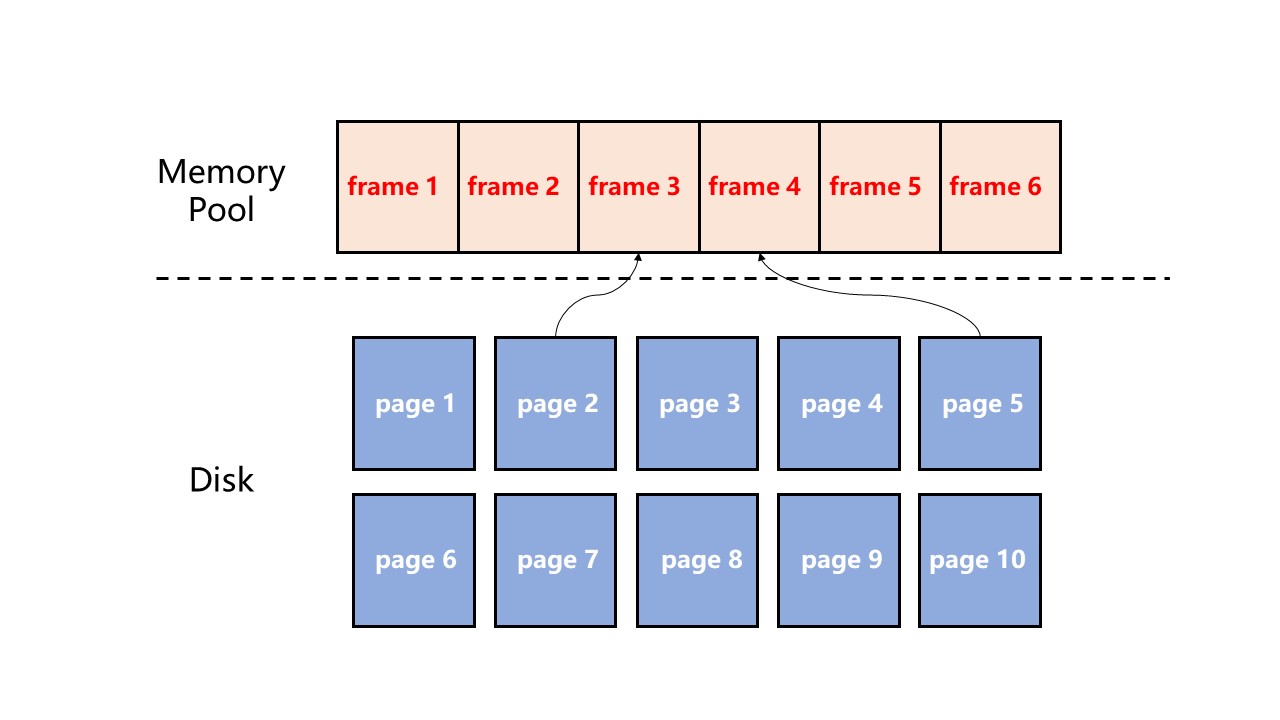 Memory
Pool
frame 1
frame 2
frame 3
frame 4
frame 5
frame 6
Disk
page 1
page 2
page 3
page 4
page 5
page 6
page 7
page 8
page 9
page 10